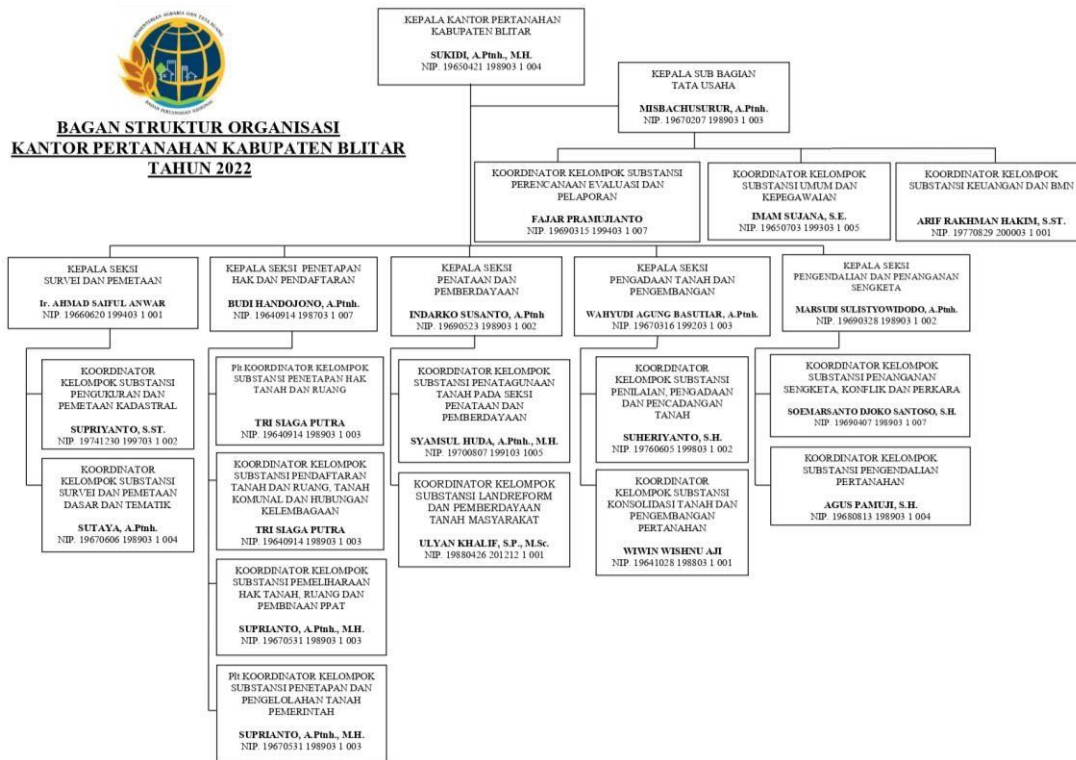 KEMENTERIAN AGRARIA DAN TATA RUANG
BADAN PERTANAHAN NASIONAL
BAGAN STRUKTUR ORGANISASI
KANTOR PERTANAHAN KABUPATEN BLITAR
TAHUN 2022
KEPALA KANTOR PERTANAHAN
KABUPATEN BLITAR
SUKIDI, A.Ptnh., M.H.
NIP. 19650421 198903 1 004
KEPALA SUB BAGIAN
TATA USAHA
MISBACHUSURUR, A.Ptnh.
NIP. 19670207 198903 1 003
KOORDINATOR KELOMPOK SUBSTANSI
PERENCANAAN EVALUASI DAN
PELAPORAN
FAJAR PRAMUJIANTO
NIP. 19690315 199403 1 007
KOORDINATOR KELOMPOK
SUBSTANSI UMUM DAN
KEPEGAWAIAN
IMAM SUJANA, S.E.
NIP. 19650703 199303 1 005
KOORDINATOR KELOMPOK
SUBSTANSI KEUANGAN DAN BMN
ARIF RAKHMAN HAKIM, S.ST.
NIP. 19770829 200003 1 001
KEPALA SEKSI
SURVEI DAN PEMETAAN
Ir. AHMAD SAIFUL ANWAR
NIP. 19660620 199403 1 001
KEPALA SEKSI PENETAPAN
HAK DAN PENDAFTARAN
BUDI HANDOJONO, A.Ptnh.
NIP. 19640914 198703 1 007
KEPALA SEKSI
PENATAAN DAN
PEMBERDAYAAN
INDARKO SUSANTO, A.Ptnh
NIP. 19690523 198903 1 002
KEPALA SEKSI
PENGADAAN TANAH DAN
PENGEMBANGAN
WAHYUDI AGUNG BASUTIAR, A.Ptnh.
NIP. 19670316 199203 1 003
KEPALA SEKSI
PENGENDALIAN DAN PENANGANAN
SENGKETA
MARSUDI SULISTYOWIDODO, A.Ptnh
NIP. 19690328 198903 1 002
KOORDINATOR
KELOMPOK SUBSTANSI
PENGUKURAN DAN
PEMETAAN KADASTRAL
SUPRIYANTO, S.ST.
NIP. 19741230 199703 1 002
KOORDINATOR
KELOMPOK SUBSTANSI
SURVEI DAN PEMETAAN
DASAR DAN TEMATIK
SUTAYA, A.Ptnh.
NIP. 19670606 198903 1 004
Plt KOORDINATOR KELOMPOK
SUBSTANSI PENETAPAN HAK
TANAH DAN RUANG
TRI SIAGA PUTRA
NIP. 19640914 198903 1 003
KOORDINATOR KELOMPOK
SUBSTANSI PENDAFTARAN
TANAH DAN RUANG, TANAH
KOMUNAL DAN HUBUNGAN
KELEMBAGAAN
TRI SIAGA PUTRA
NIP. 19640914 198903 1 003
KOORDINATOR KELOMPOK
SUBSTANSI PEMELIHARAAN
HAK TANAH, RUANG DAN
PEMBINAAN PPAT
SUPRIANTO, A.Ptnh., M.H.
NIP. 19670531 198903 1 003
Plt KOORDINATOR KELOMPOK
SUBSTANSI PENETAPAN DAN
PENGELOLAHAN TANAH
PEMERINTAH
SUPRIANTO, A.Ptnh., M.H.
NIP. 19670531 198903 1 003
KOORDINATOR KELOMPOK
SUBSTANSI PENATAGUNAAN
TANAH PADA SEKSI
PENATAAN DAN
PEMBERDAYAAN
SYAMSUL HUDA, A.Ptnh., M.H.
NIP. 19700807 199103 1005
KOORDINATOR KELOMPOK
SUBSTANSI LANDREFORM
DAN PEMBERDAYAAN
TANAH MASYARAKAT
ULYAN KHALIF, S.P., M.Sc.
NIP. 19880426 201212 1 001
KOORDINATOR
KELOMPOK SUBSTANSI
PENILAIAN, PENGADAAN
DAN PENCADANGAN
TANAH
SUHERIYANTO, S.H.
NIP. 19760605 199803 1 002
KOORDINATOR
KELOMPOK SUBSTANSI
KONSOLIDASI TANAH DAN
PENGEMBANGAN
PERTANAHAN
WIWIN WISHNU AJI
NIP. 19641028 198803 1 001
KOORDINATOR KELOMPOK
SUBSTANSI PENANGANAN
SENGKETA, KONFLIK DAN PERKARA
SOEMARSANTO DJOKO SANTOSO, S.H.
NIP. 19690407 198903 1 007
KOORDINATOR KELOMPOK
SUBSTANSI PENGENDALIAN
PERTANAHAN
AGUS PAMUJI, S.H.
NIP. 19680813 198903 1 004